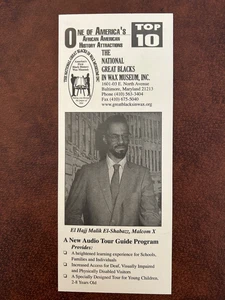 ONE OF AMERICA'S
AFRICAN AMERICAN
HISTORY ATTRACTIONS
TOP
10
THE
NATIONAL
GREAT BLACKS
IN WAX MUSEUM, INC.
1601-03 E. North Avenue
Baltimore, Maryland 21213
Phone (410) 563-3404
Fax (410) 675-5040
www.greatblacksinwax.org
El Hajj Malik El-Shabazz, Malcom X
A New Audio Tour Guide Program
Provides:
A heightened learning experience for Schools,
Families and Individuals
Increased Access for Deaf, Visually Impaired
and Physically Disabled Visitors
A Specially Designed Tour for Young Children,
2-8 Years Old